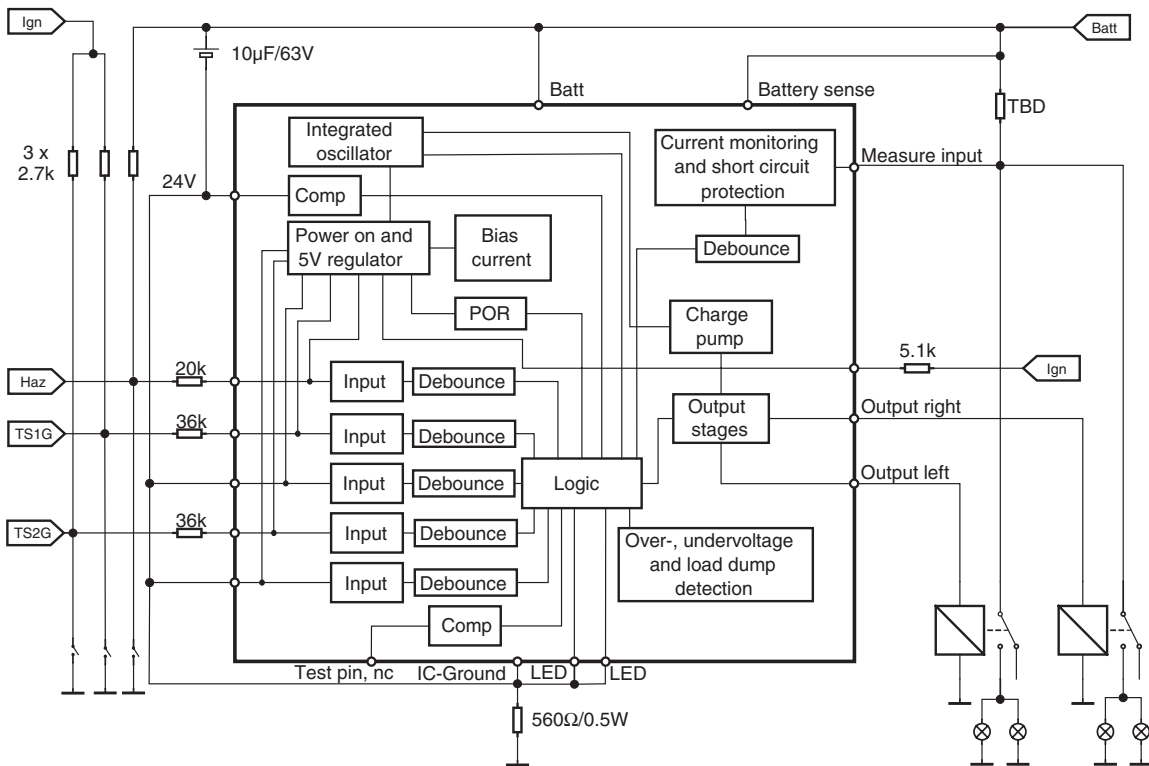 Ign
Batt
10µF/63V
Batt
Battery sense
TBD
Integrated
oscillator
Current monitoring
and short circuit
protection
Measure input
3 x
2.7k
24V
Comp
Power on and
5V regulator
Bias
current
Debounce
POR
Charge
pump
5.1k
Ign
Haz
20k
Input
Debounce
Output
stages
Output right
TS1G
36k
Input
Debounce
Output left
Input
Debounce
Logic
TS2G
36k
Input
Debounce
Over-, undervoltage
and load dump
detection
Input
Debounce
Comp
Test pin, nc
IC-Ground
LED
LED
560Ω/0.5W